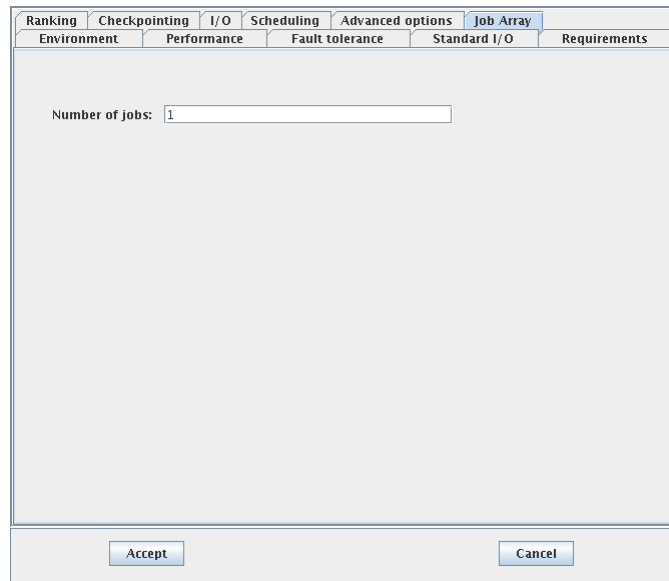 Ranking Checkpointing I/O Scheduling Advanced options Job Array
Environment Performance Fault tolerance Standard I/O Requirements
Number of jobs: 1
Accept Cancel